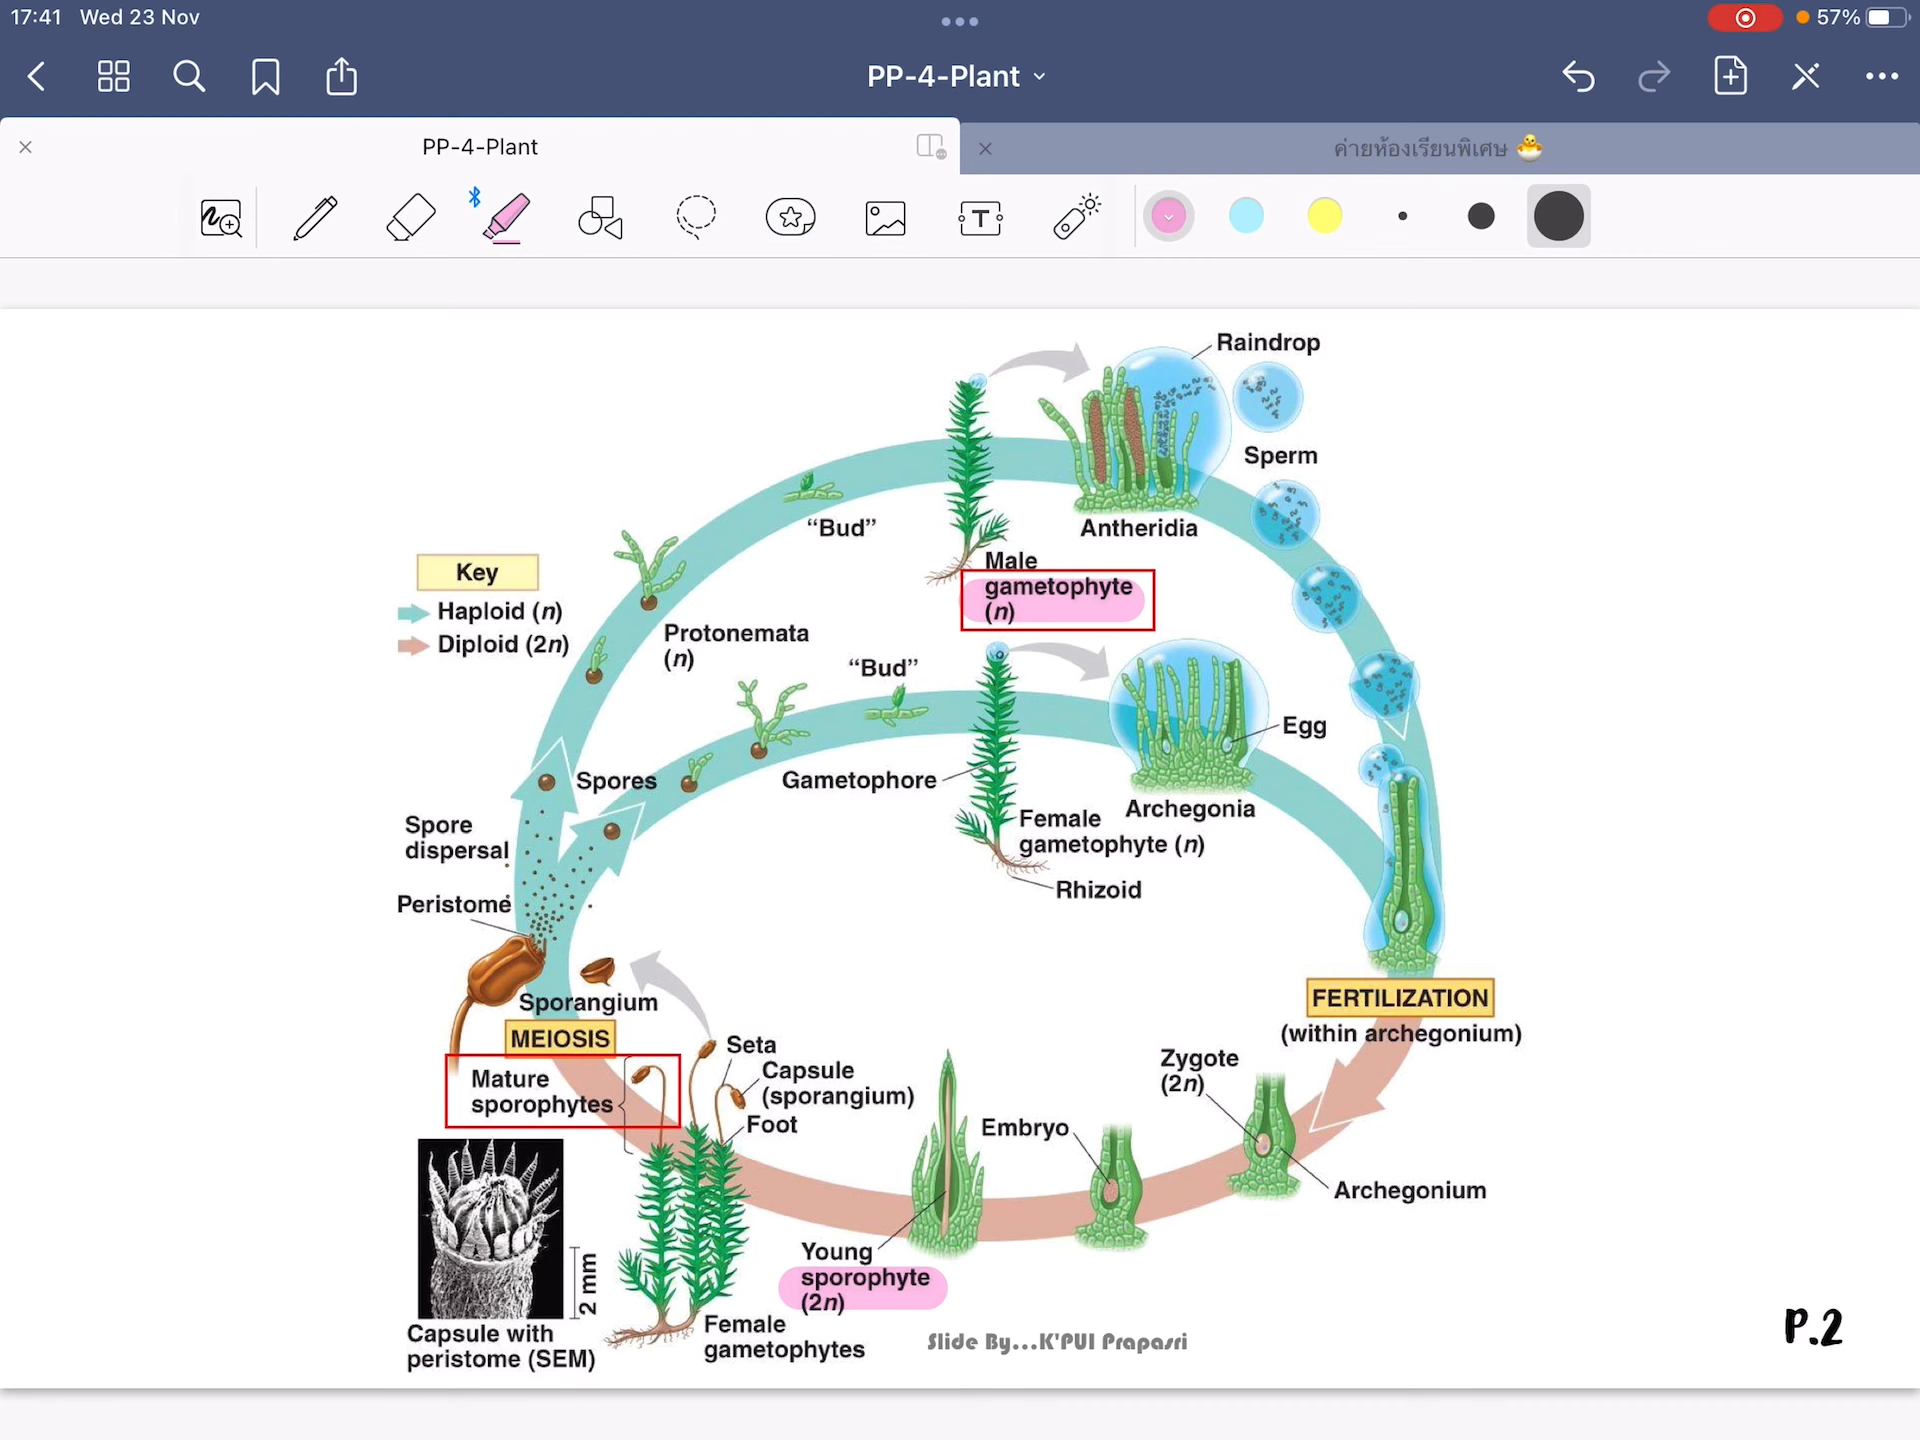 17:41 Wed 23 Nov
57%
PP-4-Plant
PP-4-Plant
ค่ายห้องเรียนพิเศษ 🐣
T
Raindrop
Sperm
"Bud"
Antheridia
Male
gametophyte
(n)
Key
Haploid (n)
Diploid (2n)
Protonemata
(n)
"Bud"
Egg
Spores
Gametophore
Archegonia
Female
gametophyte (n)
Spore
dispersal
Rhizoid
Peristome
Sporangium
MEIOSIS
FERTILIZATION
(within archegonium)
Seta
Capsule
(sporangium)
Foot
Mature
sporophytes
Zygote
(2n)
Embryo
Archegonium
Young
sporophyte
(2n)
2 mm
Capsule with
peristome (SEM)
Female
gametophytes
Slide By...K'PUI Prapasri
P.2